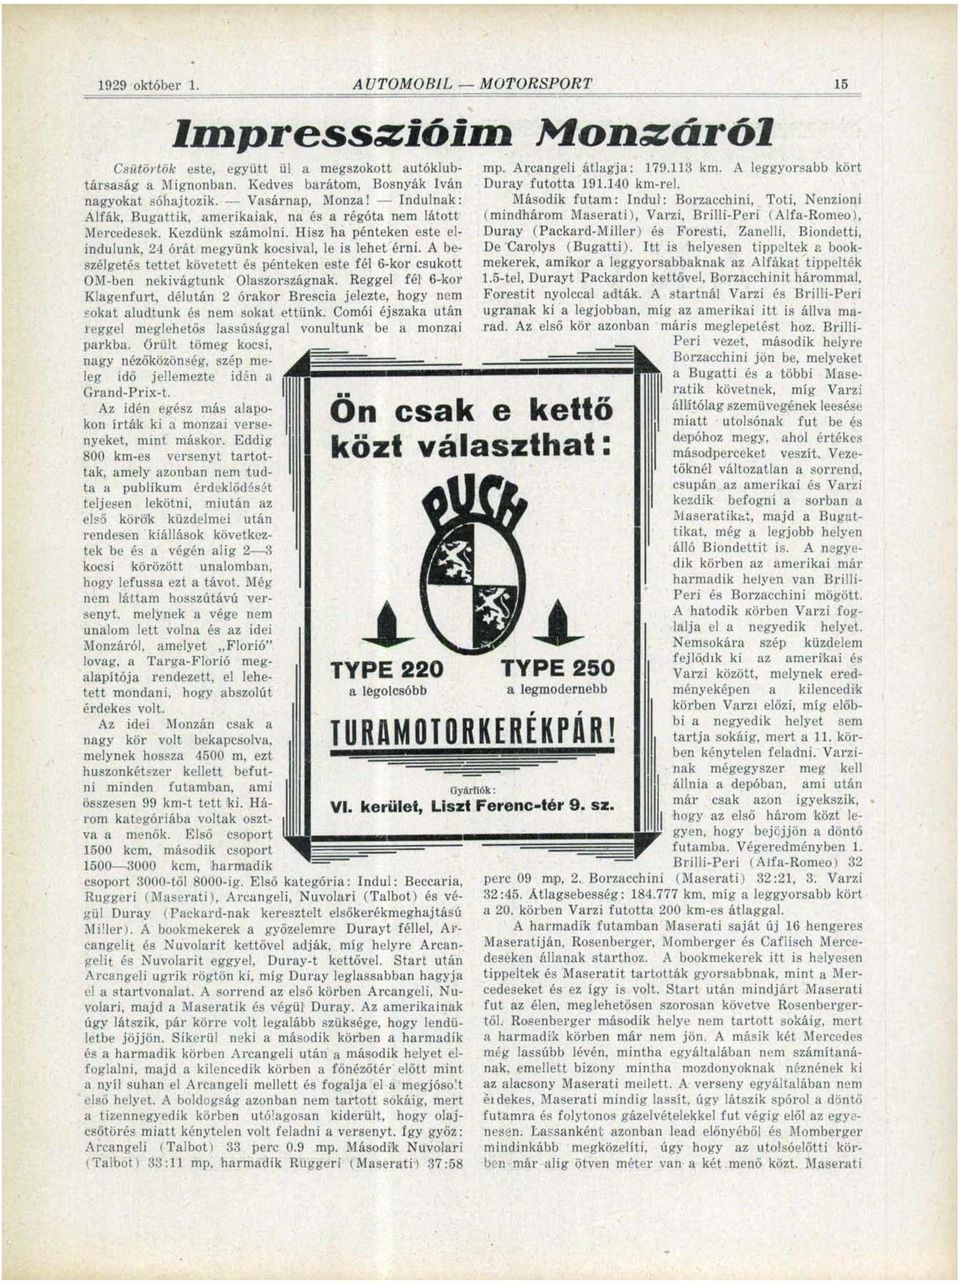 1929 október 1. AUTOMOBIL — MOTORSPORT 15
Impresszióim Monzáról
Csütörtök este, együtt ül a megszokott autóklub-
társaság a Mignonban. Kedves barátom, Bosnyák Iván
nagyokat sóhajtozik. — Vasárnap, Monza! — Indulnak:
Alfák, Bugattik, amerikaiak, na és a régóta nem látott
Mercedesek. Kezdünk számolni. Hisz ha pénteken este el-
indulunk, 24 órát megyünk kocsival, le is lehet érni. A be-
szélgetés tettet követett és pénteken este fél 6-kor csukott
OM-ben nekivágtunk Olaszországnak. Reggel fél 6-kor
Klagenfurt, délután 2 órakor Brescia jelezte, hogy nem
sokat aludtunk és nem sokat ettünk. Comói éjszaka után
reggel meglehetős lassúsággal vonultunk be a monzai
parkba. Őrült tömeg kocsi,
nagy nézőközönség, szép me-
leg idő jellemezte idén a
Grand-Prix-t.
Az idén egész más alapo-
kon írták ki a monzai verse-
nyeket, mint máskor. Eddig
800 km-es versenyt tartot-
tak, amely azonban nem tud-
ta a publikum érdeklődését
teljesen lekötni, miután az
első körök küzdelmei után
rendesen kiállások következ-
tek be és a végén alig 2—3
kocsi körözött unalomban,
hogy lefussa ezt a távot. Még
nem láttam hosszútávú ver-
senyt, melynek a vége nem
unalom lett volna és az idei
Monzáról, amelyet „Florió"
lovag, a Targa-Florió meg-
alapítója rendezett, el lehe-
tett mondani, hogy abszolút
érdekes volt.
Az idei Monzán csak a
nagy kör volt bekapcsolva,
melynek hossza 4500 m, ezt
huszonkétszer kellett befut-
ni minden futamban, ami
összesen 99 km-t tett ki. Há-
rom kategóriába voltak oszt-
va a menők. Első csoport
1500 kcm, második csoport
1500—3000 kcm, harmadik
csoport 3000-től 8000-ig. Első kategória: Indul: Beccaria,
Ruggeri (Maserati), Arcangeli, Nuvolari (Talbot) és vé-
gül Duray (Packard-nak keresztelt elsőkerékmeghajtású
Miller). A bookmekerek a győzelemre Durayt féllel, Ar-
cangelit és Nuvolarit kettővel adják, míg helyre Arcan-
gelit és Nuvolarit eggyel, Duray-t kettővel. Start után
Arcangeli ugrik rögtön ki, míg Duray leglassabban hagyja
el a startvonalat. A sorrend az első körben Arcangeli, Nu-
volari, majd a Maseratik és végül Duray. Az amerikainak
úgy látszik, pár körre volt legalább szüksége, hogy lendü-
letbe jöjjön. Sikerül neki a második körben a harmadik
és a harmadik körben Arcangeli után a második helyet el-
foglalni, majd a kilencedik körben a főnézőtér előtt mint
a nyíl suhan el Arcangeli mellett és fogalja el a megjósolt
első helyet. A boldogság azonban nem tartott sokáig, mert
a tizennegyedik körben utólagosan kiderült, hogy olaj-
csőtörés miatt kénytelen volt feladni a versenyt. Így győz:
Arcangeli (Talbot) 33 perc 0.9 mp. Második Nuvolari
(Talbot) 33:11 mp, harmadik Ruggeri (Maserati) 37:58
mp. Arcangeli átlagja: 179.113 km. A leggyorsabb kört
Duray futotta 191.140 km-rel.
Második futam: Indul: Borzacchini, Toti, Nenzioni
(mindhárom Maserati), Varzi, Brilli-Peri (Alfa-Romeo),
Duray (Packard-Miller) és Foresti, Zanelli, Biondetti,
De Carolys (Bugatti). Itt is helyesen tippeltek a book-
mekerek, amikor a leggyorsabbaknak az Alfákat tippelték
1.5-tel, Durayt Packardon kettővel, Borzacchinit hárommal,
Forestit nyolccal adták. A startnál Varzi és Brilli-Peri
ugranak ki a legjobban, míg az amerikai itt is állva ma-
rad. Az első kör azonban máris meglepetést hoz. Brilli-
Peri vezet, második helyre
Borzacchini jön be, melyeket
a Bugatti és a többi Mase-
ratik követnek, míg Varzi
állítólag szemüvegének leesése
miatt utolsónak fut be és
depóhoz megy, ahol értékes
másodperceket veszít. Veze-
tőknél változatlan a sorrend,
csupán az amerikai és Varzi
kezdik befogni a sorban a
Maseratikat, majd a Bugat-
tikat, még a legjobb helyen
álló Biondettit is. A negye-
dik körben az amerikai már
harmadik helyen van Brilli-
Peri és Borzacchini mögött.
A hatodik körben Varzi fog-
lalja el a negyedik helyet.
Nemsokára szép küzdelem
fejlődik ki az amerikai és
Varzi között, melynek ered-
ményeképen a kilencedik
körben Varzi előzi, míg előb-
bi a negyedik helyet sem
tartja sokáig, mert a 11. kör-
ben kénytelen feladni. Varzi-
nak mégegyszer meg kell
állnia a depóban, ami után
már csak azon igyekszik,
hogy az első három közt le-
gyen, hogy bejöjjön a döntő
futamba. Végeredményben 1.
Brilli-Peri (Alfa-Romeo) 32
perc 09 mp, 2. Borzacchini (Maserati) 32:21, 3. Varzi
32:45. Átlagsebesség: 184.777 km, míg a leggyorsabb kört
a 20. körben Varzi futotta 200 km-es átlaggal.
A harmadik futamban Maserati saját új 16 hengeres
Maseratiján, Rosenberger, Momberger és Caflisch Merce-
deseken állanak starthoz. A bookmekerek itt is helyesen
tippeltek és Maseratit tartották gyorsabbnak, mint a Mer-
cedeseket és ez így is volt. Start után mindjárt Maserati
fut az élen, meglehetősen szorosan követve Rosenberger-
től. Rosenberger második helye nem tartott sokáig, mert
a harmadik körben feladni kénytelen. A másik két Mercedes
még lassúbb lévén, mintha egyáltalában nem számítaná-
nak, emellett bizony mintha mozdonyoknak néznének ki
az alacsony Maserati mellett. A verseny egyáltalában nem
érdekes, Maserati mindig lassít, úgy látszik spórol a döntő
futamra és folytonos gázelvételekkel fut végig elől az egye-
nesen. Lassanként azonban lead előnyéből és Momberger
mindinkább megközelíti, úgy hogy az utolsóelőtti kör-
ben már alig ötven méter van a két menő közt. Maserati
Ön csak e kettő
közt választhat:
PUCH
TYPE 220 TYPE 250
a legolcsóbb a legmodernebb
TURAMOTORKERÉKPÁR!
Gyárfiók:
VI. kerület, Liszt Ferenc-tér 9. sz.